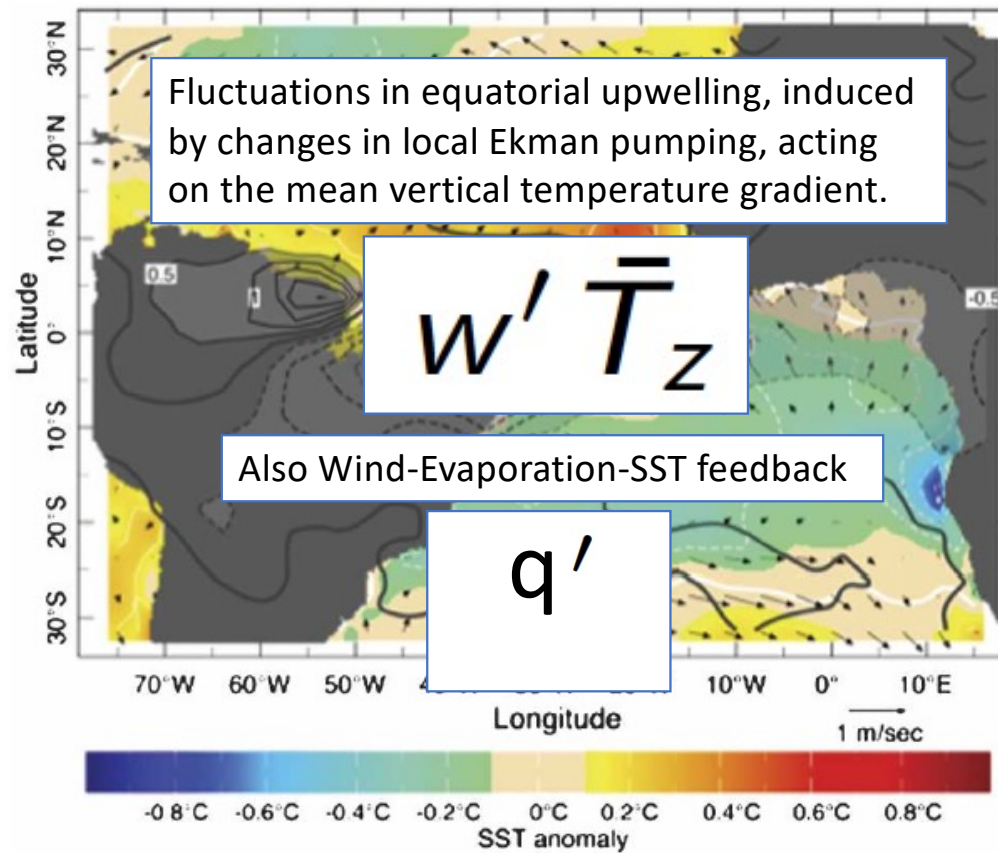 30°N
Fluctuations in equatorial upwelling, induced
by changes in local Ekman pumping, acting
on the mean vertical temperature gradient.
20°N
10°N
0.5
1
-0.5
w′ T̄z
Latitude
0°
10°S
Also Wind-Evaporation-SST feedback
20°S
q′
30°S
70°W 60°W 50°W 10°W 0° 10°E
Longitude
1 m/sec
-0.8°C -0.6°C -0.4°C -0.2°C 0°C 0.2°C 0.4°C 0.6°C 0.8°C
SST anomaly